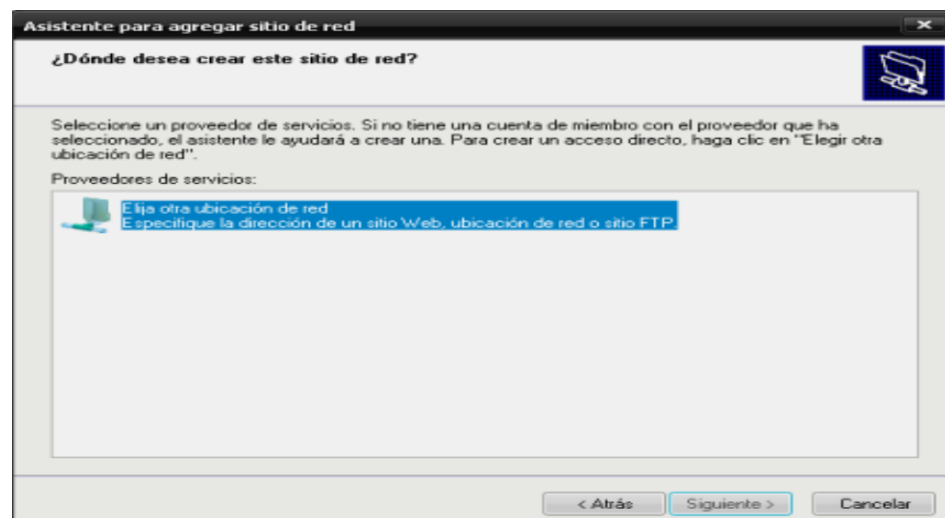 Asistente para agregar sitio de red
¿Dónde desea crear este sitio de red?
Seleccione un proveedor de servicios. Si no tiene una cuenta de miembro con el proveedor que ha
seleccionado, el asistente le ayudará a crear una. Para crear un acceso directo, haga clic en "Elegir otra
ubicación de red".
Proveedores de servicios:
Elija otra ubicación de red
Especifique la dirección de un sitio Web, ubicación de red o sitio FTP.
< Atrás Siguiente > Cancelar